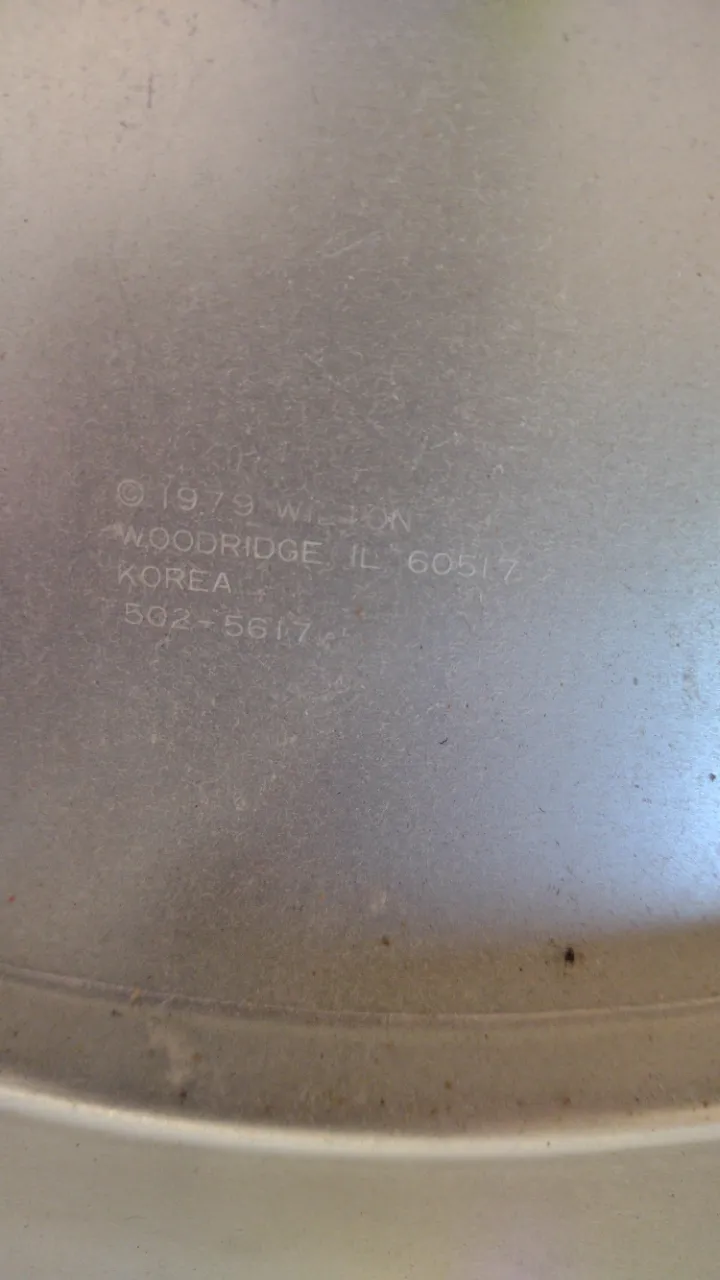 © 1979 WILTON
WOODRIDGE IL 60517
KOREA
502-5617